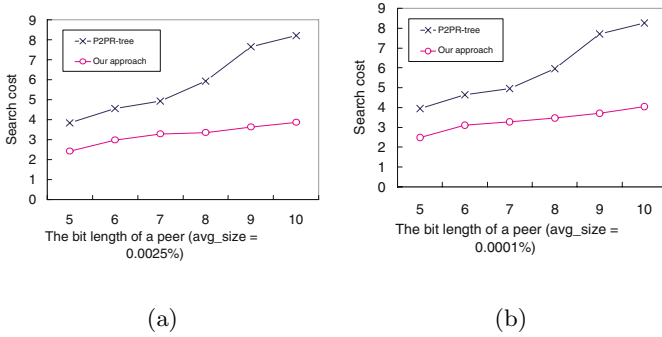 9
8
7
6
5
4
3
2
1
0
Search cost
P2PR-tree
Our approach
5 6 7 8 9 10
The bit length of a peer (avg_size =
0.0025%)
(a)
9
8
7
6
5
4
3
2
1
0
Search cost
P2PR-tree
Our approach
5 6 7 8 9 10
The bit length of a peer (avg_size =
0.0001%)
(b)